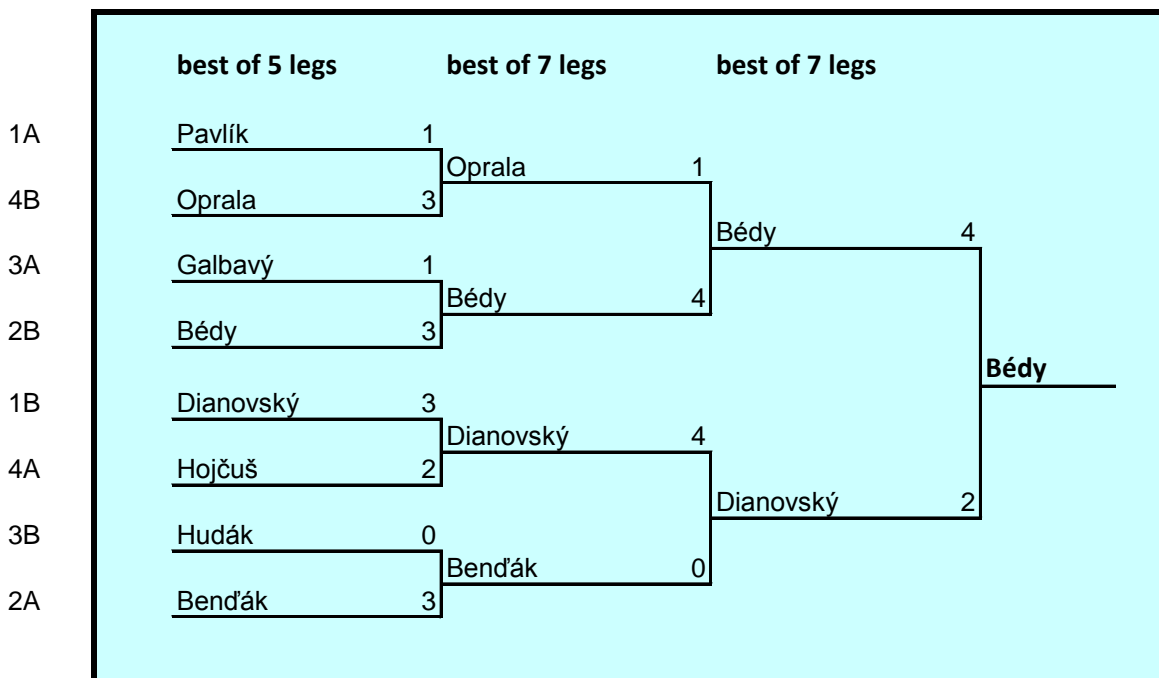 best of 5 legs best of 7 legs best of 7 legs
1A Pavlík 1
Oprala 1
4B Oprala 3
Bédy 4
3A Galbavý 1
Bédy 4
2B Bédy 3
Bédy
1B Dianovský 3
Dianovský 4
4A Hojčuš 2
Dianovský 2
3B Hudák 0
Benďák 0
2A Benďák 3